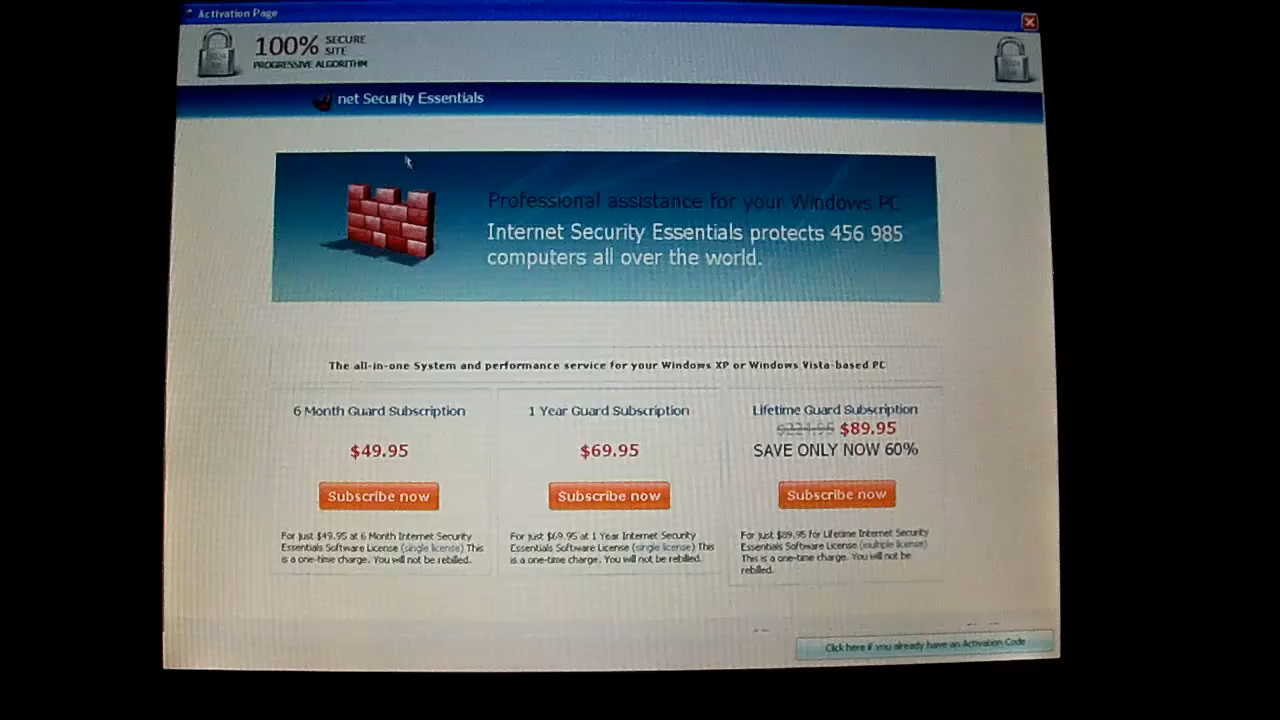 Activation Page
100% SECURE SITE
PROGRESSIVE ALGORITHM
net Security Essentials
Professional assistance for your Windows PC
Internet Security Essentials protects 456 985
computers all over the world.
The all-in-one System and performance service for your Windows XP or Windows Vista-based PC
6 Month Guard Subscription
$49.95
Subscribe now
For just $49.95 at 6 Month Internet Security
Essentials Software License (single license) This
is a one-time charge. You will not be rebilled.
1 Year Guard Subscription
$69.95
Subscribe now
For just $69.95 at 1 Year Internet Security
Essentials Software License (single license) This
is a one-time charge. You will not be rebilled.
Lifetime Guard Subscription
$224.95 $89.95
SAVE ONLY NOW 60%
Subscribe now
For just $89.95 for Lifetime Internet Security
Essentials Software License (multiple license)
This is a one-time charge. You will not be
rebilled.
Click here if you already have an Activation Code